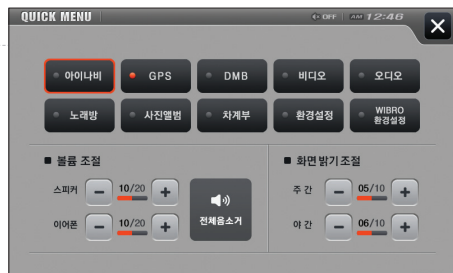 QUICK MENU
OFF AM 12:46
아이나비 GPS DMB 비디오 오디오
노래방 사진앨범 차계부 환경설정 WIBRO 환경설정
■ 볼륨 조절
■ 화면 밝기 조절
스피커 10/20
이어폰 10/20
전체음소거
주 간 05/10
야 간 06/10